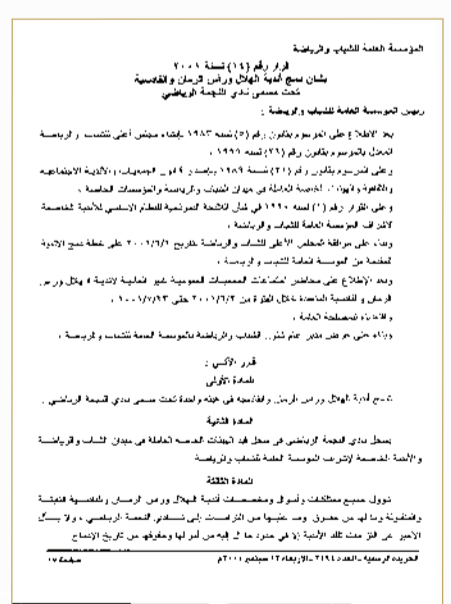 المؤسسة العامة للشباب والرياضة
قرار رقم (١٤) لسنة ٢٠٠١
بشان دمج أندية الهلال ورأس الرمان والقادسية
تحت مسمى نادي النجمة الرياضي
رئيس المؤسسة العامة للشباب والرياضة :
بعد الاطلاع على المرسوم بقانون رقم (٥) لسنة ١٩٨٣ بإنشاء مجلس أعلى للشباب والرياضة
المعدل بالمرسوم بقانون رقم (٢٦) لسنة ١٩٩٩ ،
وعلى المرسوم بقانون رقم (٢١) لسنة ١٩٨٩ بإصدار قانون الجمعيات والأندية الاجتماعية
والثقافية والهيئات الخاصة العاملة في ميدان الشباب والرياضة والمؤسسات الخاصة ،
وعلى القرار رقم (١) لسنة ١٩٩٠ في شأن اللائحة النموذجية للنظام الأساسي للأندية الخاضعة
لإشراف المؤسسة العامة للشباب والرياضة ،
وبناء على موافقة المجلس الأعلى للشباب والرياضة بتاريخ ٢٠٠١/٦/٢ على خطة دمج الأندية
المقدمة من المؤسسة العامة للشباب والرياضة ،
وبعد الإطلاع على محاضر اجتماعات الجمعيات العمومية غير العادية لأندية الهلال ورأس
الرمان والقادسية المنعقدة خلال الفترة من ٢٠٠١/٦/٢ حتى
للمصلحة العامة ،
وبناء على عرض مدير عام شئون الشباب والرياضة بالمؤسسة العامة للشباب والرياضة ،
قرر الآتي :
المادة الأولى
تدمج أندية الهلال ورأس الرمان والقادسية في هيئة واحدة تحت مسمى نادي النجمة الرياضي .
المادة الثانية
يسجل نادي النجمة الرياضي في سجل قيد الهيئات الخاصة العاملة في ميدان الشباب والرياضة
والأندية الخاضعة لإشراف المؤسسة العامة للشباب والرياضة
المادة الثالثة
تؤول جميع ممتلكات وأموال ومخصصات أندية الهلال ورأس الرمان والقادسية الثابتة
والمنقولة وما لها من حقوق وما عليها من التزامات إلى نادي النجمة الرياضي ، ولا يسأل
الأخير عن التزامات تلك الأندية إلا في حدود ما آل إليه من أموالها وحقوقها من تاريخ الإندماج
الجريدة الرسمية - العدد ٢١٩٤ - الأربعاء ١٢ سبتمبر ٢٠٠١م
صفحة ١٧